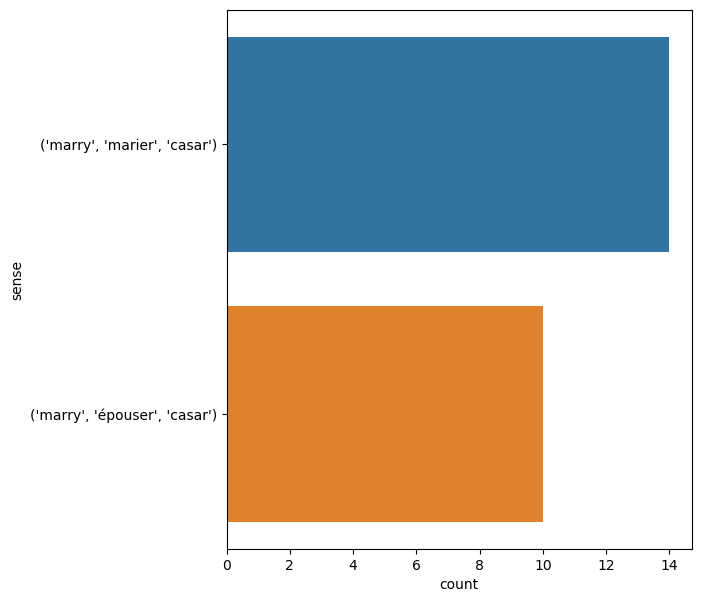 ('marry', 'marier', 'casar')
('marry', 'épouser', 'casar')
sense
0 2 4 6 8 10 12 14
count